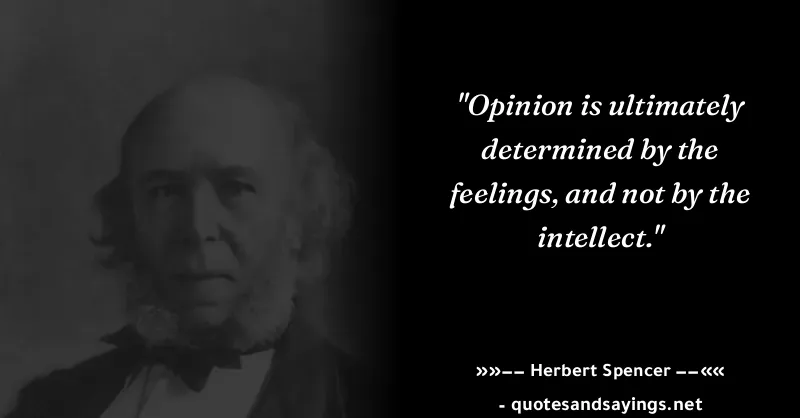 "Opinion is ultimately
determined by the
feelings, and not by the
intellect."
»»−− Herbert Spencer −−««
- quotesandsayings.net